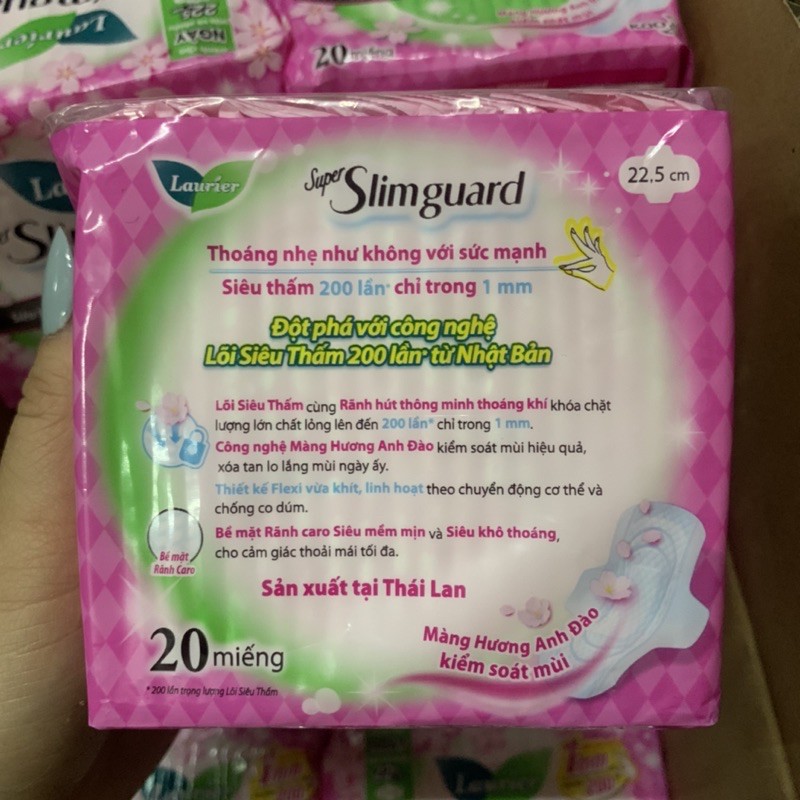 Laurier
NGAY
20 miếng
Laurier
Super Slimguard
22.5 cm
Thoáng nhẹ như không với sức mạnh
Siêu thấm 200 lần* chỉ trong 1 mm
Đột phá với công nghệ
Lõi Siêu Thấm 200 lần* từ Nhật Bản
Lõi Siêu Thấm cùng Rãnh hút thông minh thoáng khí khóa chặt
lượng lớn chất lỏng lên đến 200 lần* chỉ trong 1 mm.
Công nghệ Màng Hương Anh Đào kiểm soát mùi hiệu quả,
xóa tan lo lắng mùi ngày ấy.
Thiết kế Flexi vừa khít, linh hoạt theo chuyển động cơ thể và
chống co dúm.
Bề mặt Rãnh caro Siêu mềm mịn và Siêu khô thoáng,
cho cảm giác thoải mái tối đa.
Bề mặt
Rãnh Caro
Sản xuất tại Thái Lan
Màng Hương Anh Đào
kiểm soát mùi
20 miếng
* 200 lần trọng lượng Lõi Siêu Thấm
Laurier